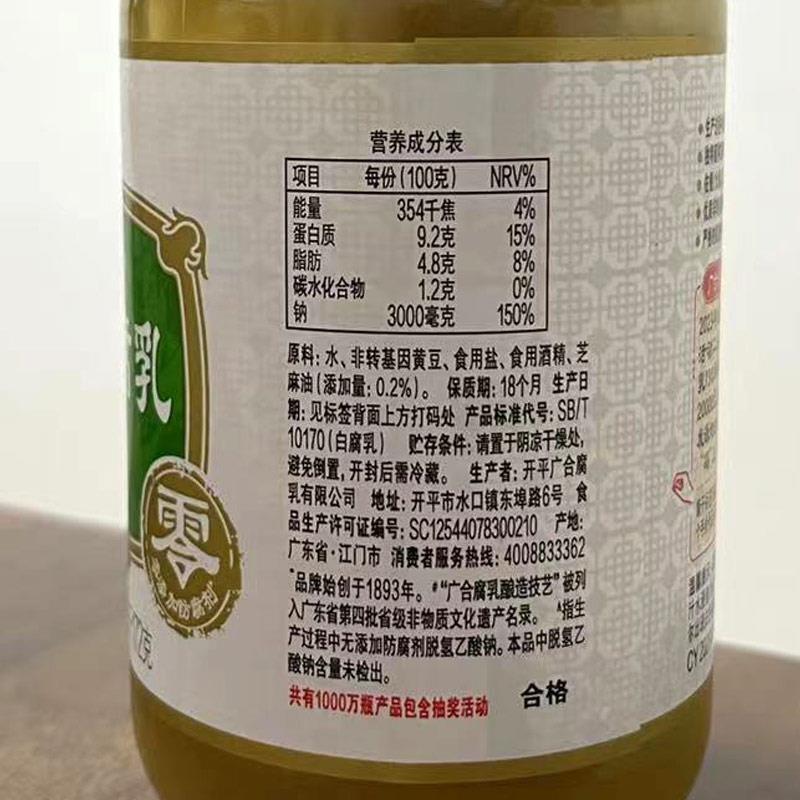 营养成分表
项目 每份(100克) NRV%
能量 354千焦 4%
蛋白质 9.2克 15%
脂肪 4.8克 8%
碳水化合物 1.2克 0%
钠 3000毫克 150%
原料: 水、非转基因黄豆、食用盐、食用酒精、芝
麻油(添加量: 0.2%)。 保质期: 18个月 生产日
期: 见标签背面上方打码处 产品标准代号: SB/T
10170(白腐乳) 贮存条件: 请置于阴凉干燥处,
避免倒置, 开封后需冷藏。 生产者: 开平广合腐
乳有限公司 地址: 开平市水口镇东埠路6号 食
品生产许可证编号: SC12544078300210 产地:
广东省·江门市 消费者服务热线: 4008833362
*品牌始创于1893年。 #“广合腐乳酿造技艺”被列
入广东省第四批省级非物质文化遗产名录。 ^指生
产过程中无添加防腐剂脱氢乙酸钠。本品中脱氢乙
酸钠含量未检出。
共有1000万瓶产品包含抽奖活动 合格
乳
零
添加防腐剂
克